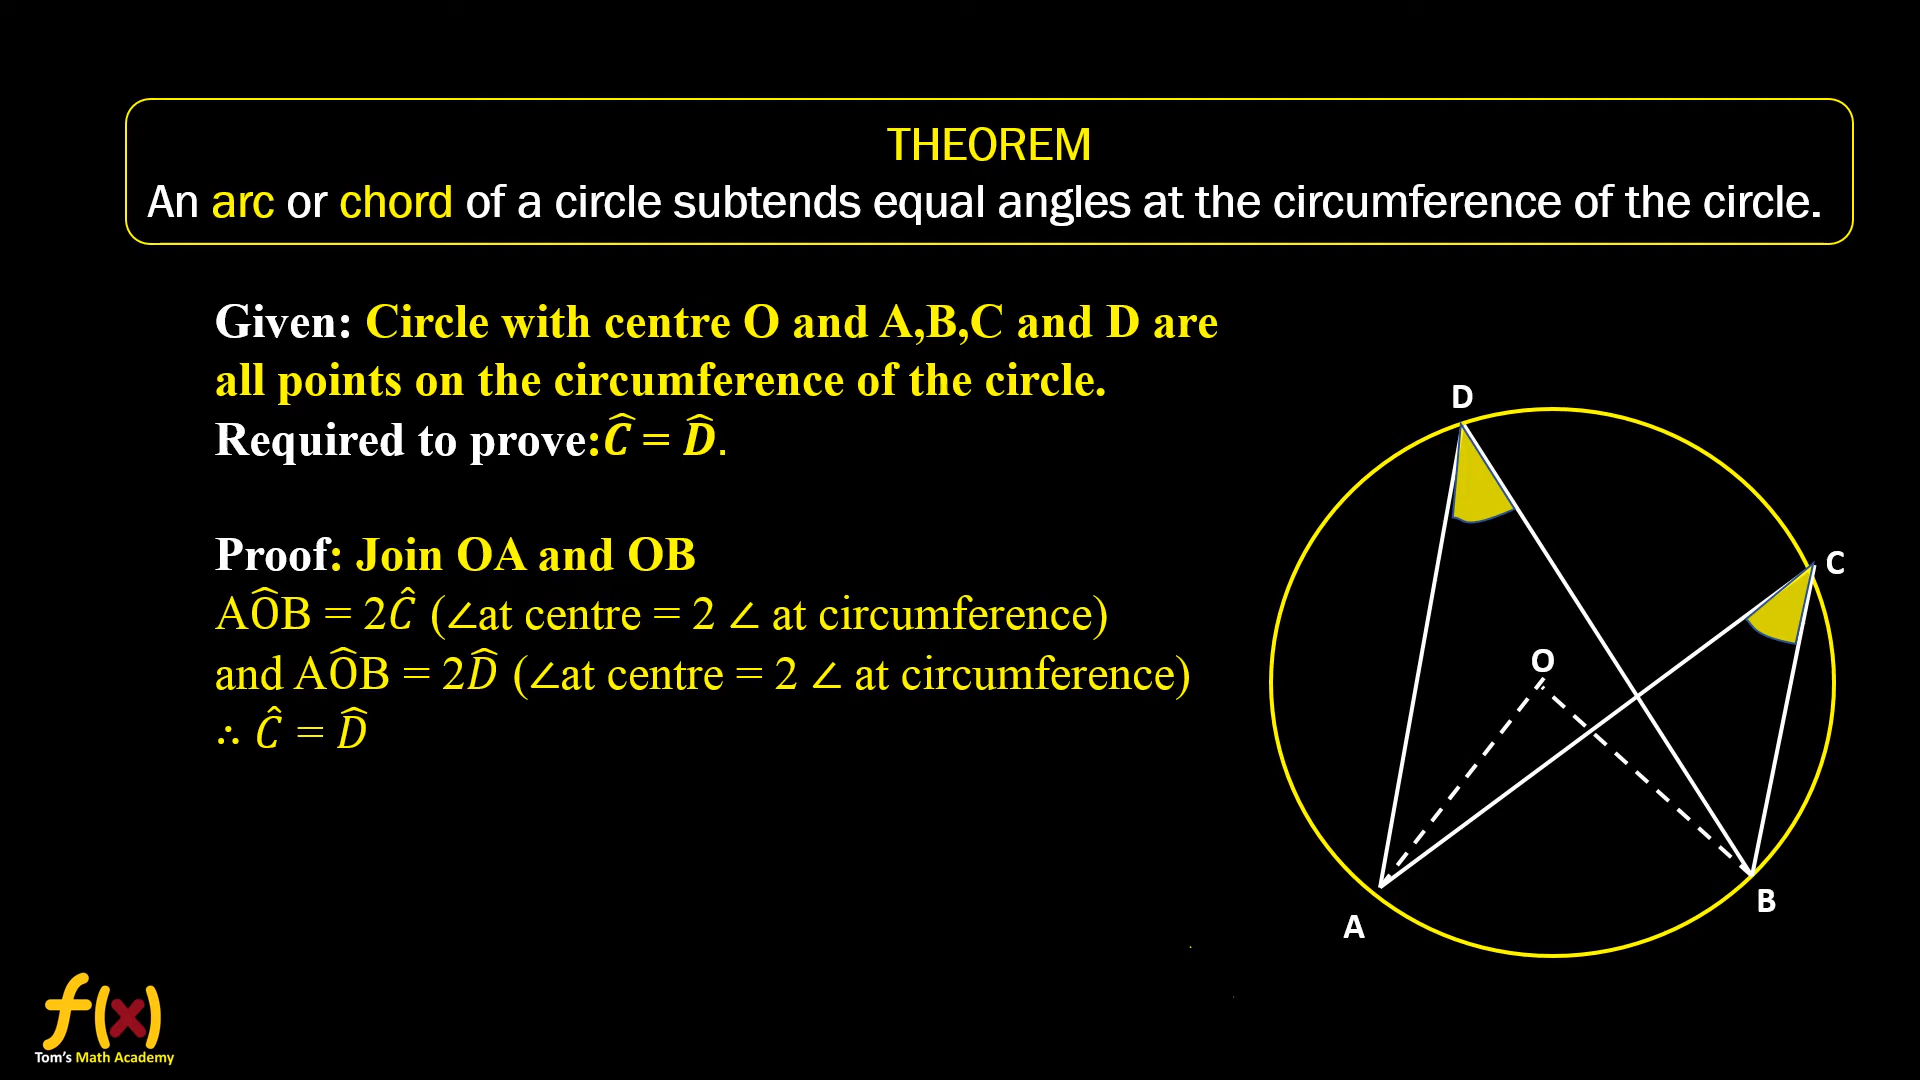 THEOREM
An arc or chord of a circle subtends equal angles at the circumference of the circle.
Given: Circle with centre O and A,B,C and D are
all points on the circumference of the circle.
Required to prove:Ĉ = D̂.
Proof: Join OA and OB
AÔB = 2Ĉ (∠at centre = 2 ∠ at circumference)
and AÔB = 2D̂ (∠at centre = 2 ∠ at circumference)
∴ Ĉ = D̂
D
C
O
B
A
f(x)
Tom's Math Academy